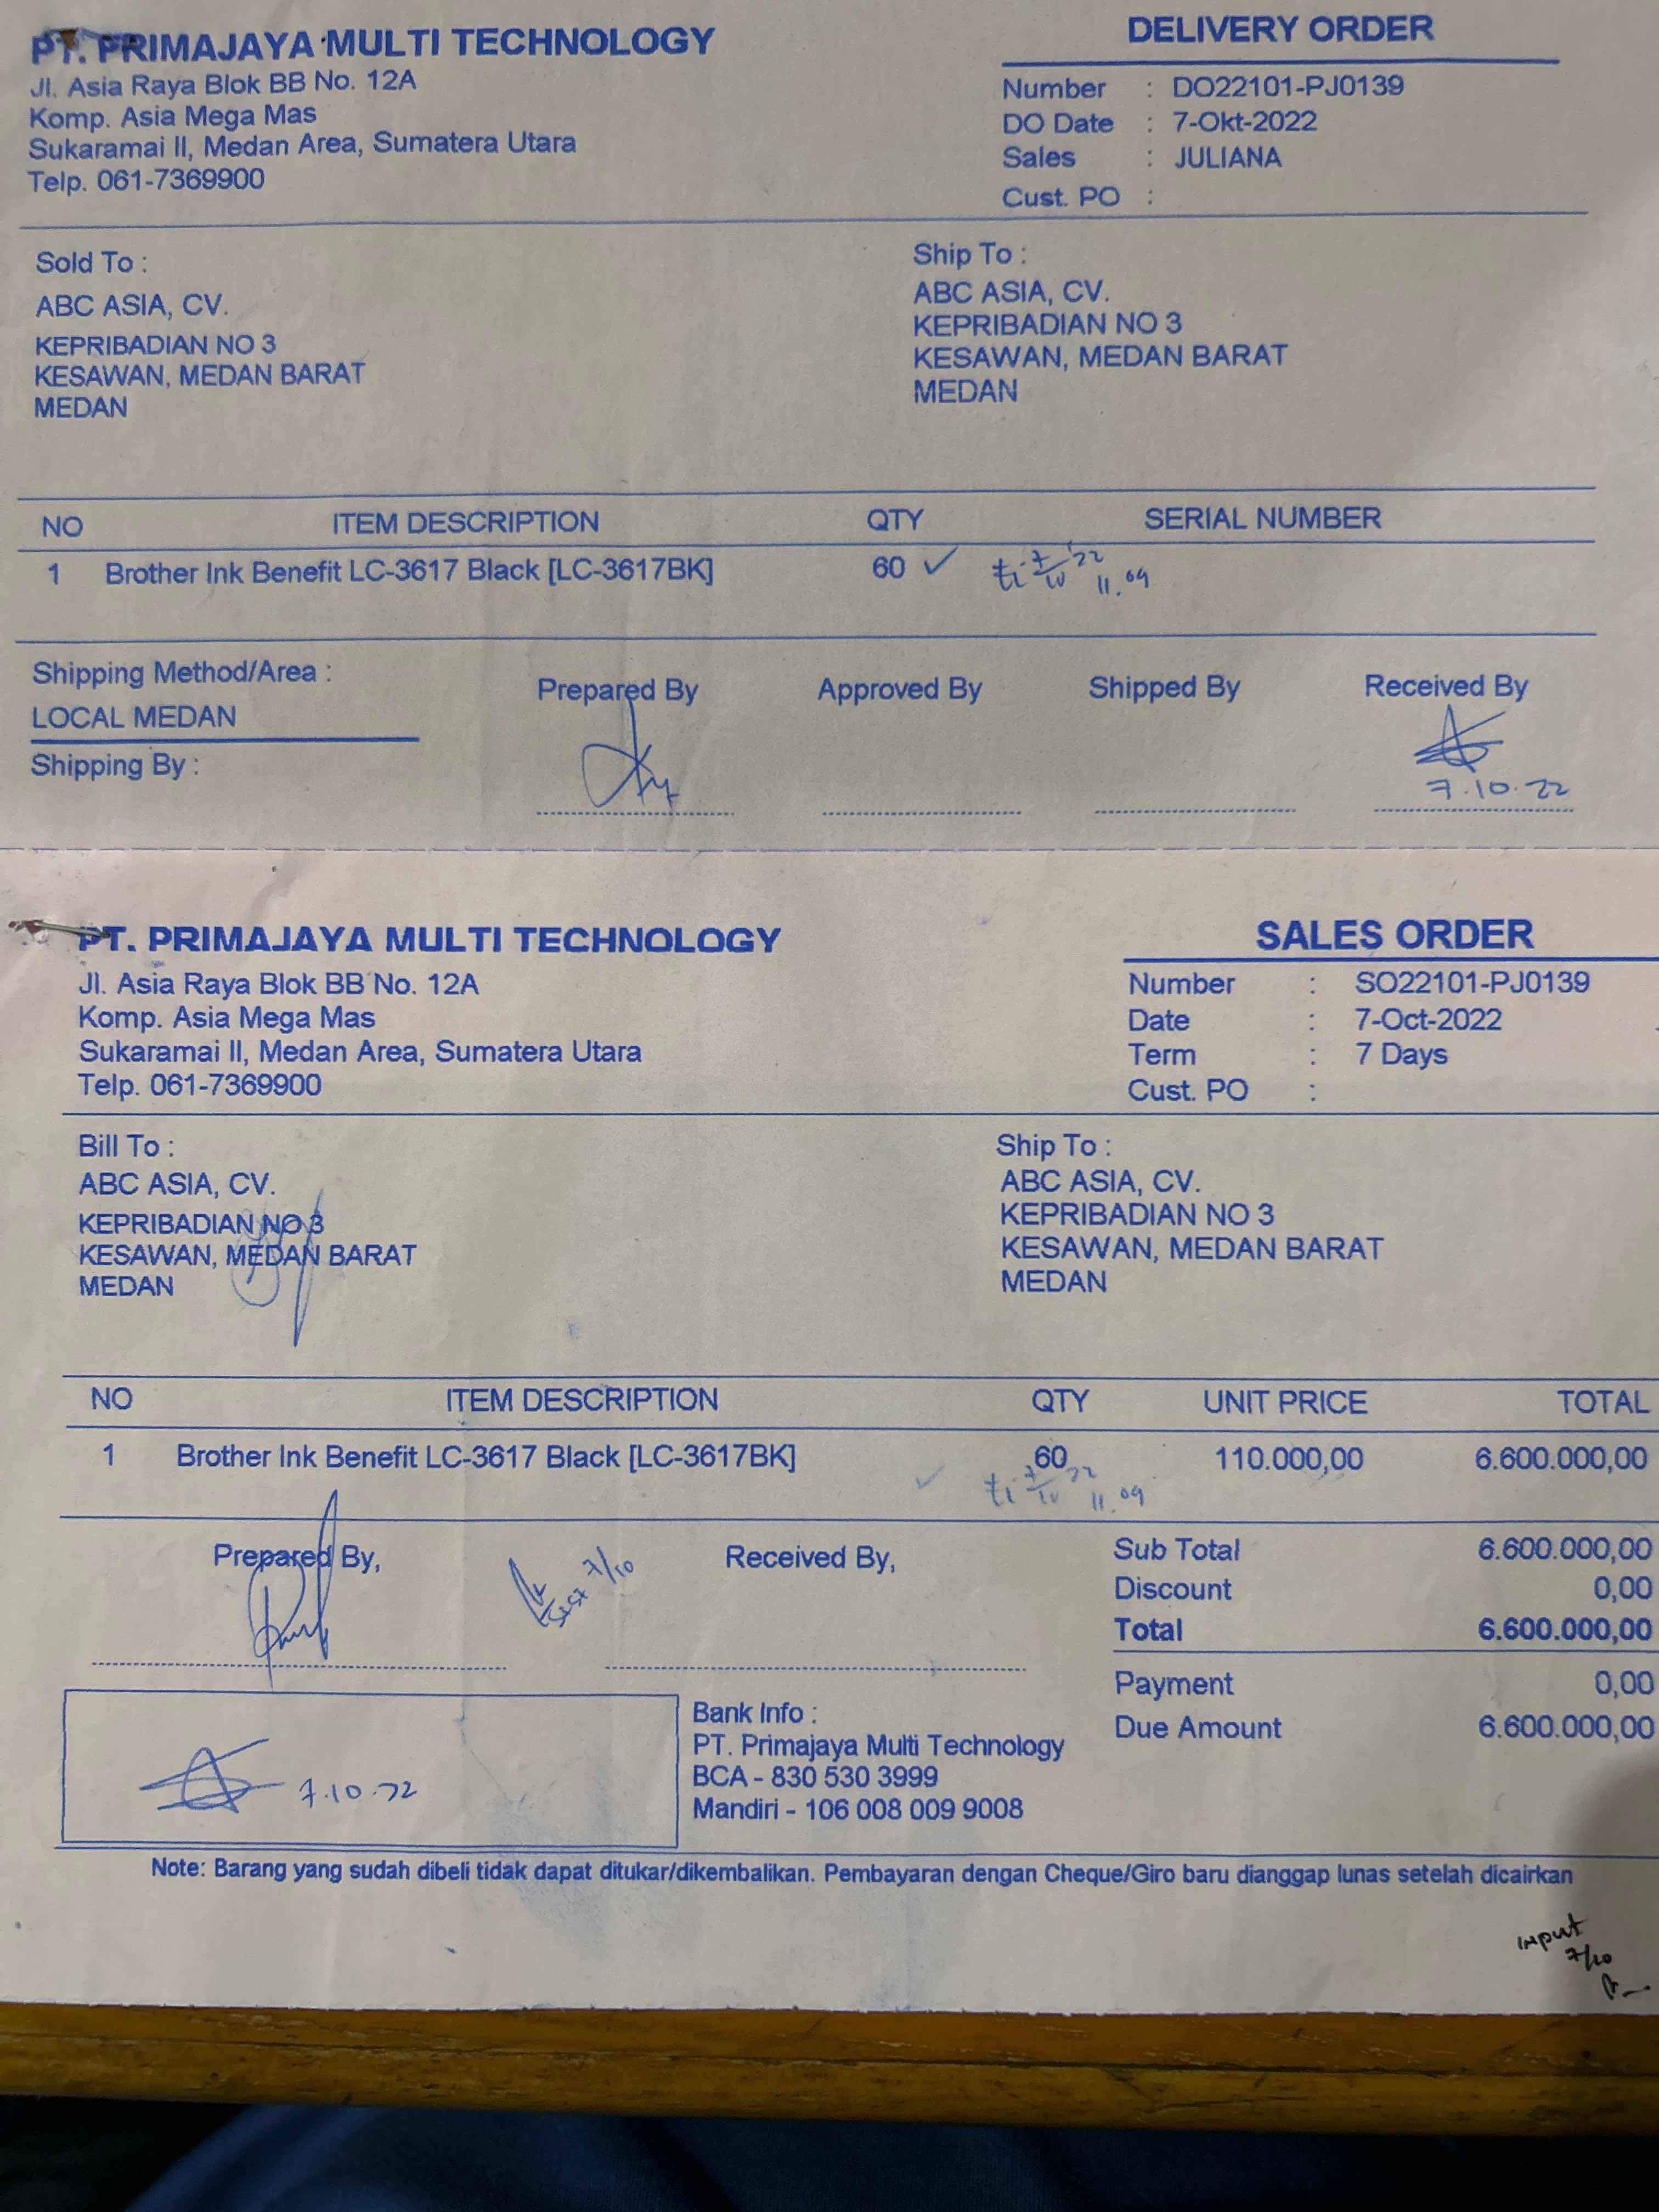 PT. PRIMAJAYA MULTI TECHNOLOGY
Jl. Asia Raya Blok BB No. 12A
Komp. Asia Mega Mas
Sukaramai II, Medan Area, Sumatera Utara
Telp. 061-7369900
DELIVERY ORDER
Number : DO22101-PJ0139
DO Date : 7-Okt-2022
Sales : JULIANA
Cust. PO :
Sold To :
ABC ASIA, CV.
KEPRIBADIAN NO 3
KESAWAN, MEDAN BARAT
MEDAN
Ship To :
ABC ASIA, CV.
KEPRIBADIAN NO 3
KESAWAN, MEDAN BARAT
MEDAN
NO ITEM DESCRIPTION QTY SERIAL NUMBER
1 Brother Ink Benefit LC-3617 Black [LC-3617BK] 60 ✓ 7/10 '22 11.09
Shipping Method/Area :
LOCAL MEDAN
Shipping By :
Prepared By Approved By Shipped By Received By
7.10.22
PT. PRIMAJAYA MULTI TECHNOLOGY
Jl. Asia Raya Blok BB No. 12A
Komp. Asia Mega Mas
Sukaramai II, Medan Area, Sumatera Utara
Telp. 061-7369900
SALES ORDER
Number : SO22101-PJ0139
Date : 7-Oct-2022
Term : 7 Days
Cust. PO :
Bill To :
ABC ASIA, CV.
KEPRIBADIAN NO 3
KESAWAN, MEDAN BARAT
MEDAN
Ship To :
ABC ASIA, CV.
KEPRIBADIAN NO 3
KESAWAN, MEDAN BARAT
MEDAN
NO ITEM DESCRIPTION QTY UNIT PRICE TOTAL
1 Brother Ink Benefit LC-3617 Black [LC-3617BK] 60 110.000,00 6.600.000,00
✓ 7/10 22 11.09
Prepared By, 7/10 Received By,
Sub Total 6.600.000,00
Discount 0,00
Total 6.600.000,00
Payment 0,00
Due Amount 6.600.000,00
7.10.22
Bank Info :
PT. Primajaya Multi Technology
BCA - 830 530 3999
Mandiri - 106 008 009 9008
Note: Barang yang sudah dibeli tidak dapat ditukar/dikembalikan. Pembayaran dengan Cheque/Giro baru dianggap lunas setelah dicairkan
input
7/10